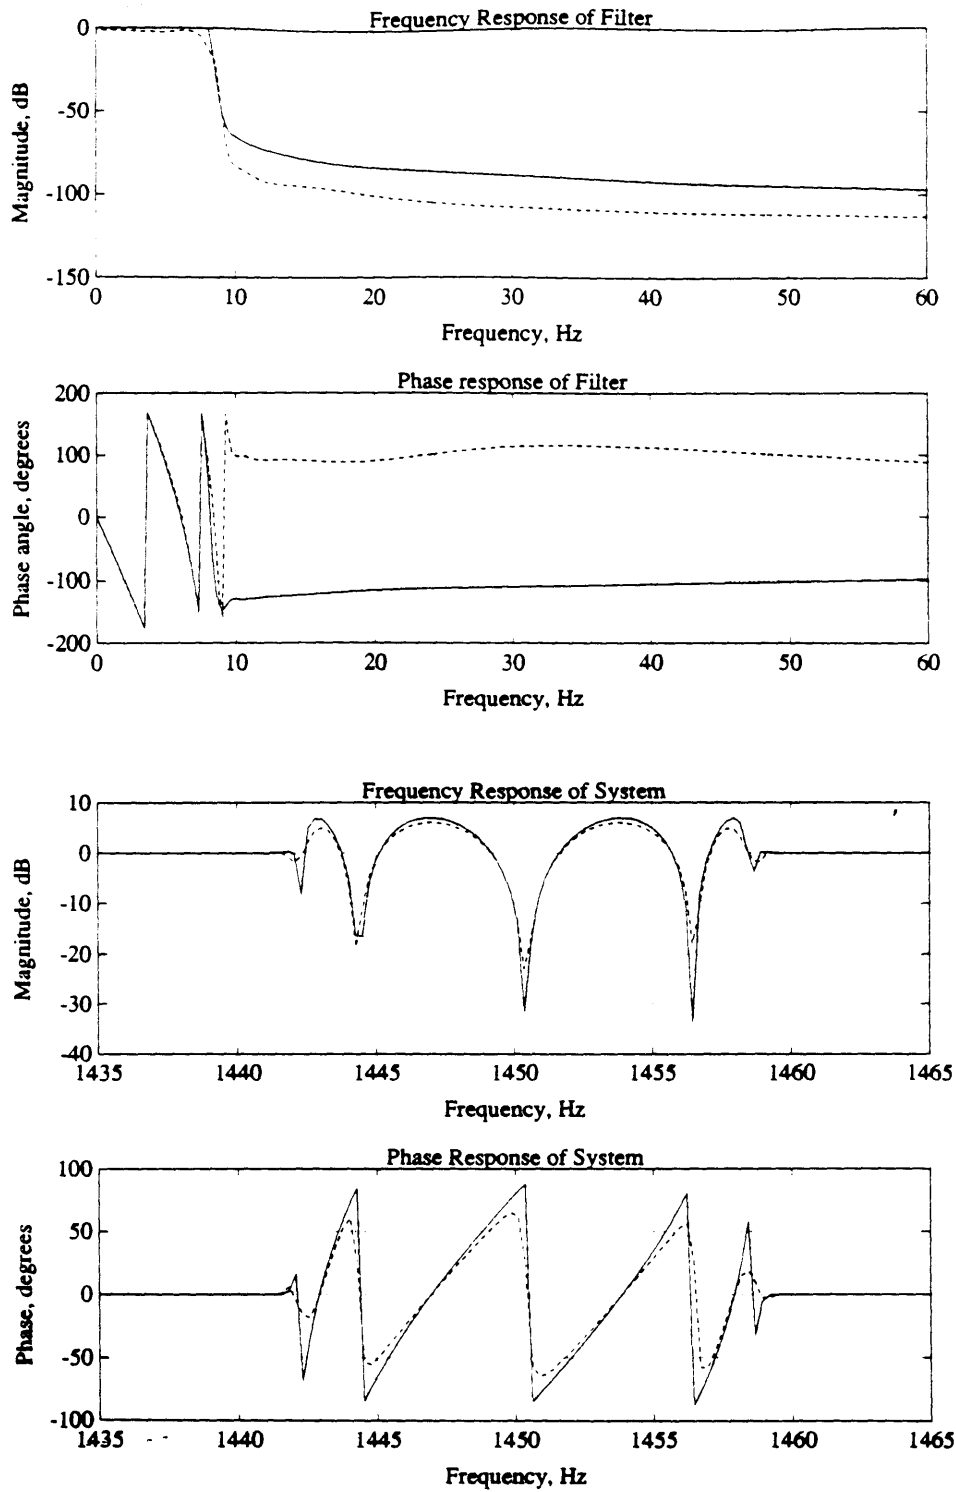 Frequency Response of Filter
Magnitude, dB
0
-50
-100
-150
0 10 20 30 40 50 60
Frequency, Hz
Phase response of Filter
Phase angle, degrees
200
100
0
-100
-200
0 10 20 30 40 50 60
Frequency, Hz
Frequency Response of System
Magnitude, dB
10
0
-10
-20
-30
-40
1435 1440 1445 1450 1455 1460 1465
Frequency, Hz
Phase Response of System
Phase, degrees
100
50
0
-50
-100
1435 1440 1445 1450 1455 1460 1465
Frequency, Hz